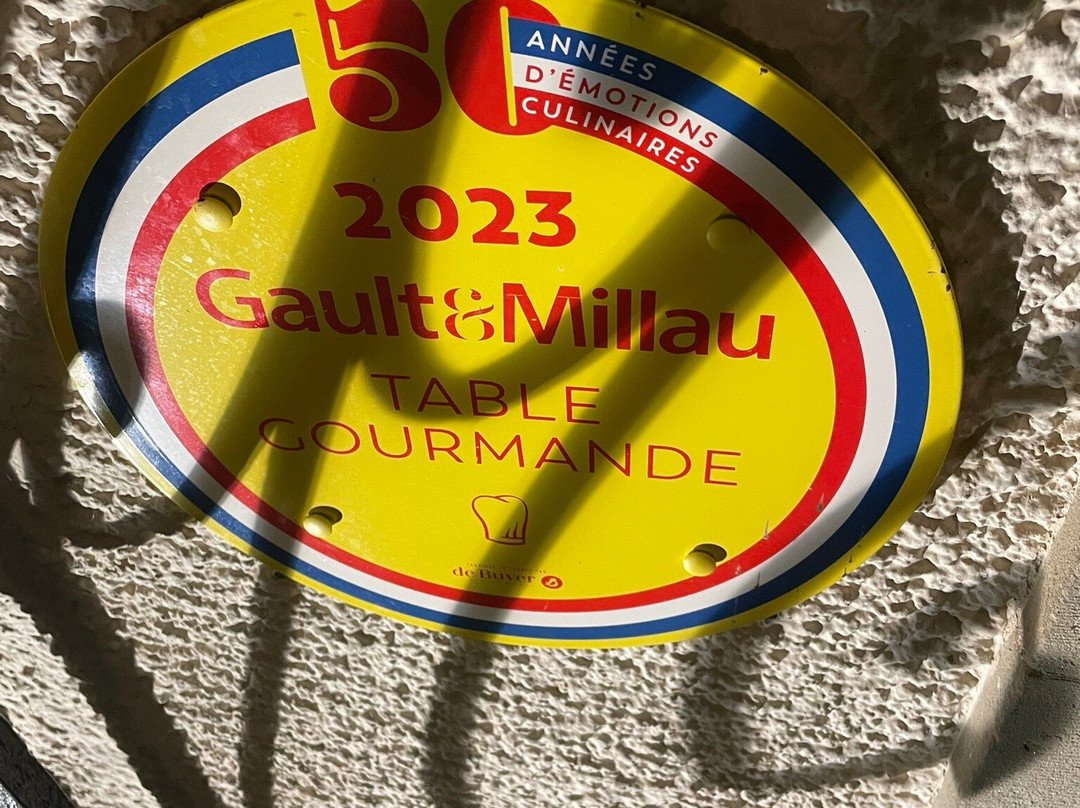 50
ANNÉES
D'ÉMOTIONS
CULINAIRES
2023
Gault&Millau
TABLE
GOURMANDE
de Buyer